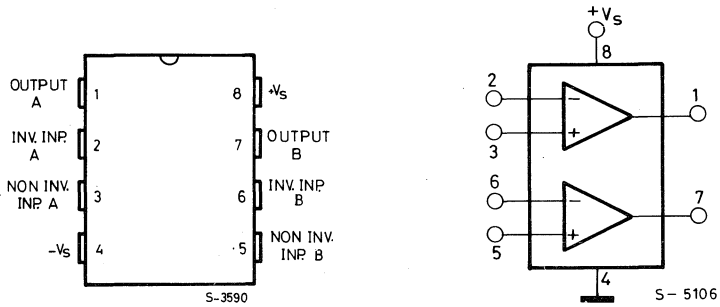 OUTPUT
A
1
8
+Vs
INV. INP.
A
2
7
OUTPUT
B
NON INV.
INP. A
3
6
INV. INP.
B
-Vs
4
5
NON INV.
INP. B
S-3590
+Vs
8
2
-
1
3
+
6
-
7
5
+
4
S-5106